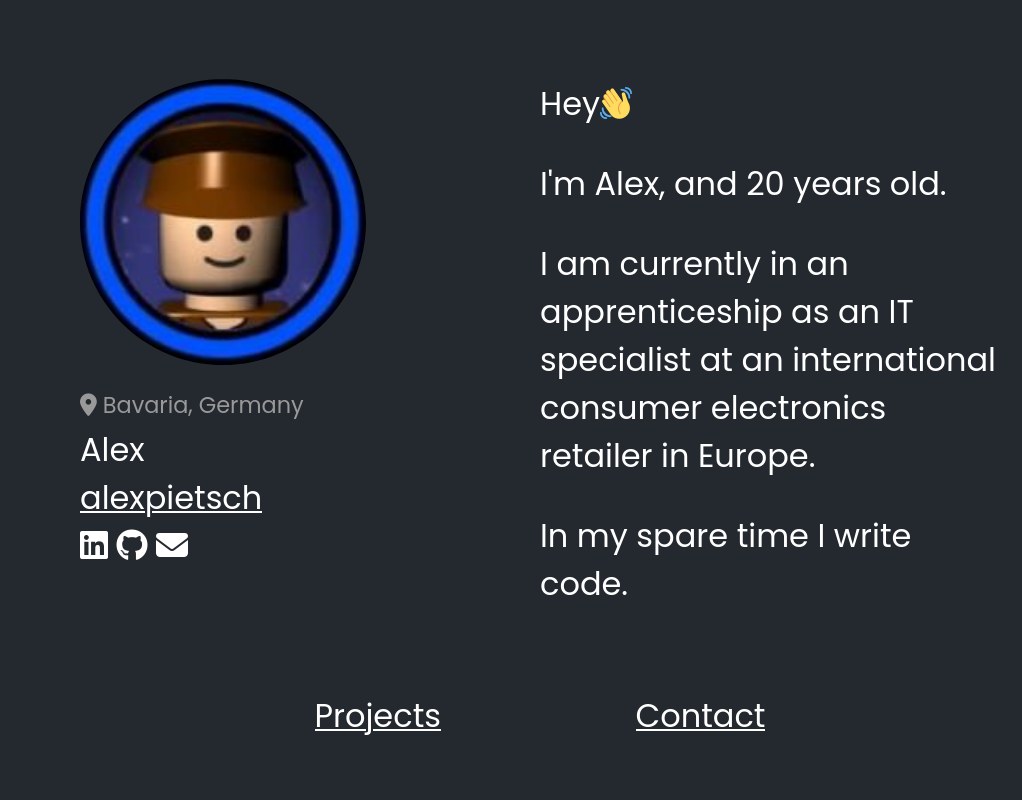 Bavaria, Germany
Alex
alexpietsch
Hey👋
I'm Alex, and 20 years old.
I am currently in an
apprenticeship as an IT
specialist at an international
consumer electronics
retailer in Europe.
In my spare time I write
code.
Projects
Contact